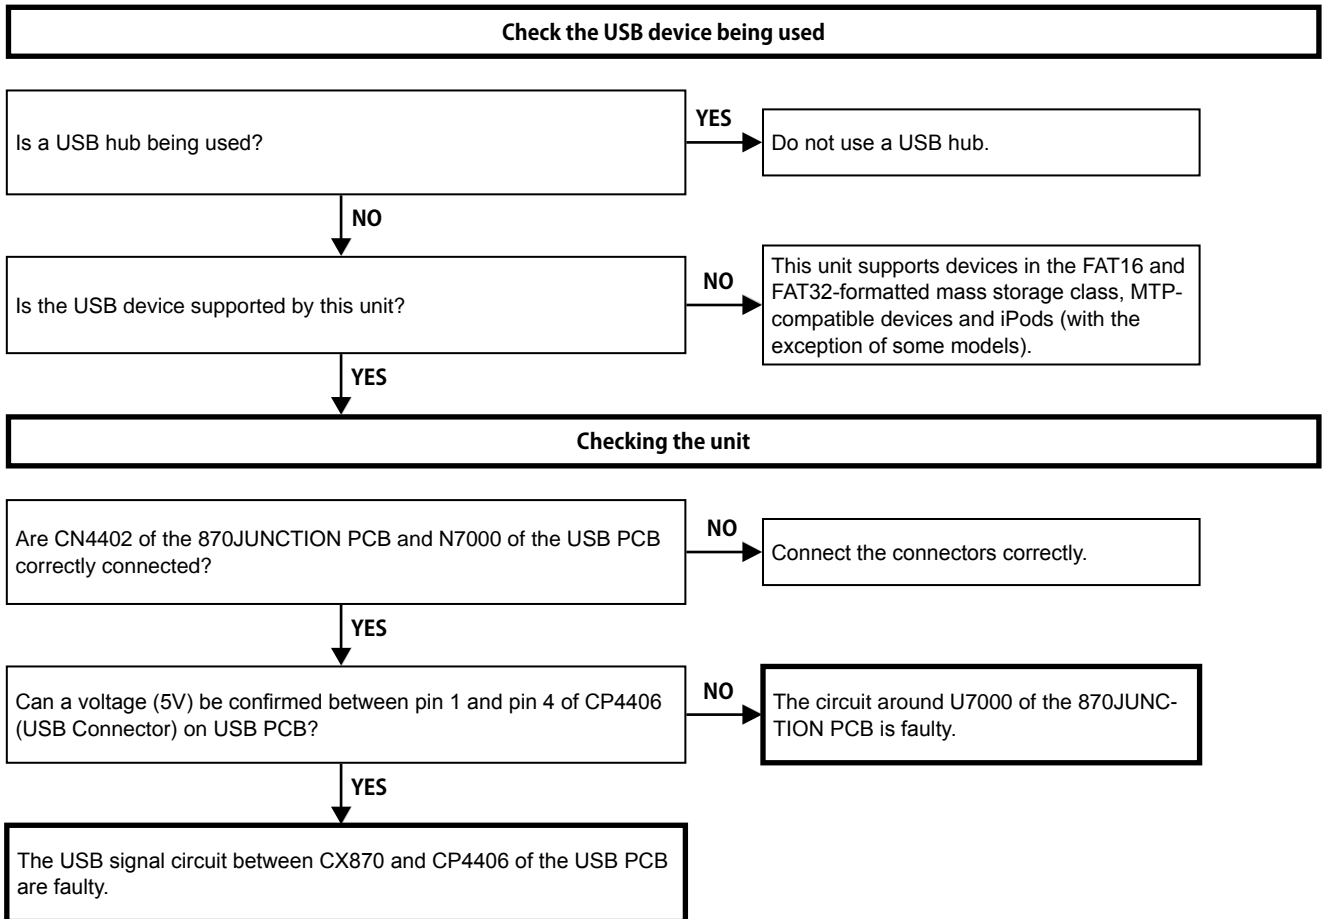 Check the USB device being used
Is a USB hub being used?
YES
Do not use a USB hub.
NO
Is the USB device supported by this unit?
NO
This unit supports devices in the FAT16 and
FAT32-formatted mass storage class, MTP-
compatible devices and iPods (with the
exception of some models).
YES
Checking the unit
Are CN4402 of the 870JUNCTION PCB and N7000 of the USB PCB
correctly connected?
NO
Connect the connectors correctly.
YES
Can a voltage (5V) be confirmed between pin 1 and pin 4 of CP4406
(USB Connector) on USB PCB?
NO
The circuit around U7000 of the 870JUNC-
TION PCB is faulty.
YES
The USB signal circuit between CX870 and CP4406 of the USB PCB
are faulty.